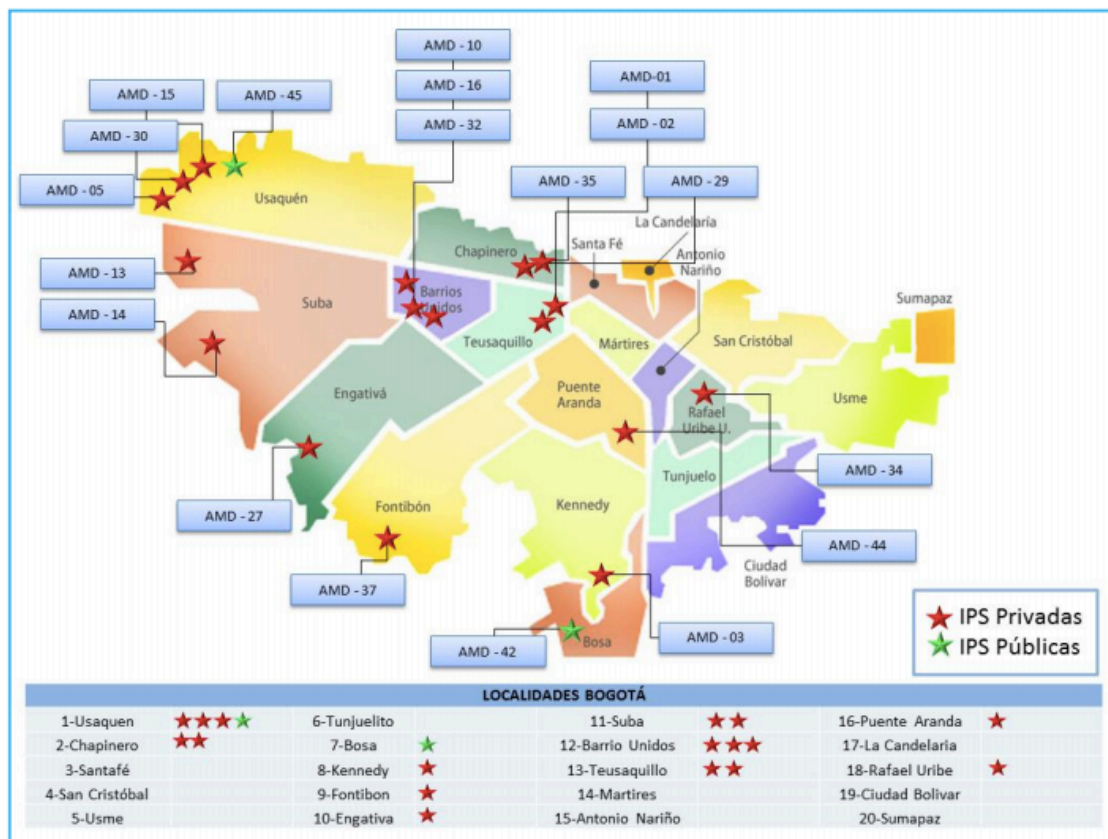 AMD - 10
AMD - 15
AMD - 45
AMD - 16
AMD-01
AMD - 30
AMD - 32
AMD - 02
AMD - 05
AMD - 35
AMD - 29
Usaquén
La Candelaría
Chapinero
Santa Fé
Antonio
Nariño
AMD - 13
Suba
Barrios
Unidos
Sumapaz
AMD - 14
Teusaquillo
Mártires
San Cristóbal
Engativá
Puente
Aranda
Usme
Rafael
Uribe U.
AMD - 34
Tunjuelo
AMD - 27
Fontibón
Kennedy
AMD - 44
Ciudad
Bolívar
AMD - 37
IPS Privadas
IPS Públicas
AMD - 42
Bosa
AMD - 03
LOCALIDADES BOGOTÁ
1-Usaquen 6-Tunjuelito 11-Suba 16-Puente Aranda
2-Chapinero 7-Bosa 12-Barrio Unidos 17-La Candelaria
3-Santafé 8-Kennedy 13-Teusaquillo 18-Rafael Uribe
4-San Cristóbal 9-Fontibon 14-Martires 19-Ciudad Bolivar
5-Usme 10-Engativa 15-Antonio Nariño 20-Sumapaz